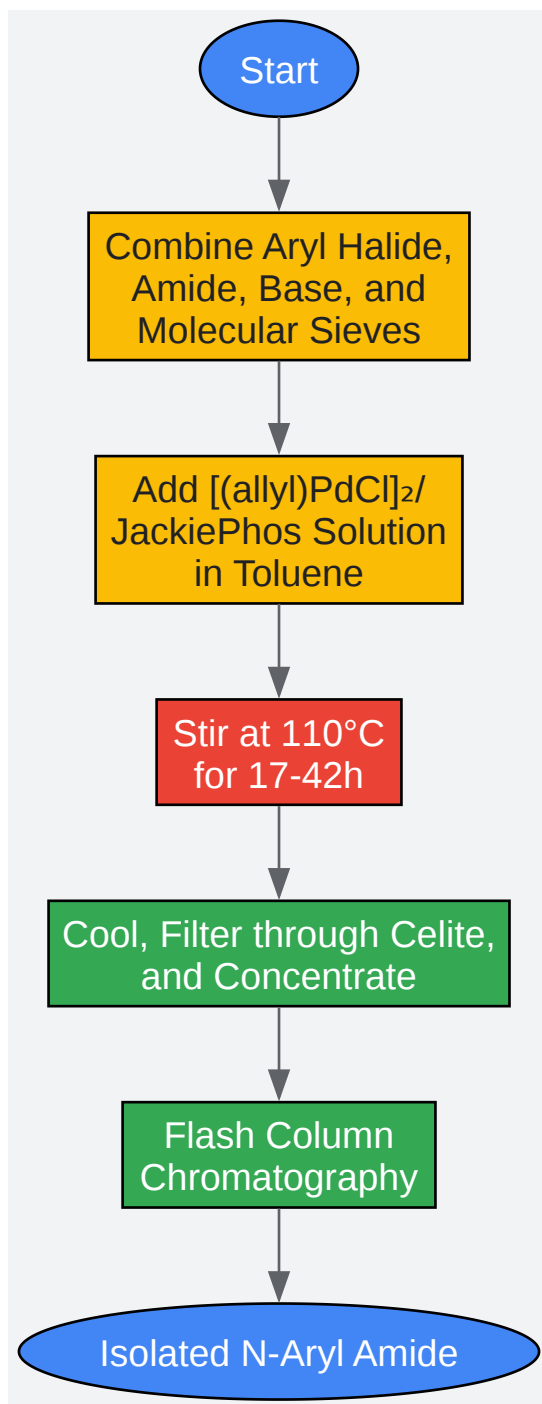 Start
Combine Aryl Halide,
Amide, Base, and
Molecular Sieves
Add [(allyl)PdCl]₂/
JackiePhos Solution
in Toluene
Stir at 110°C
for 17-42h
Cool, Filter through Celite,
and Concentrate
Flash Column
Chromatography
Isolated N-Aryl Amide